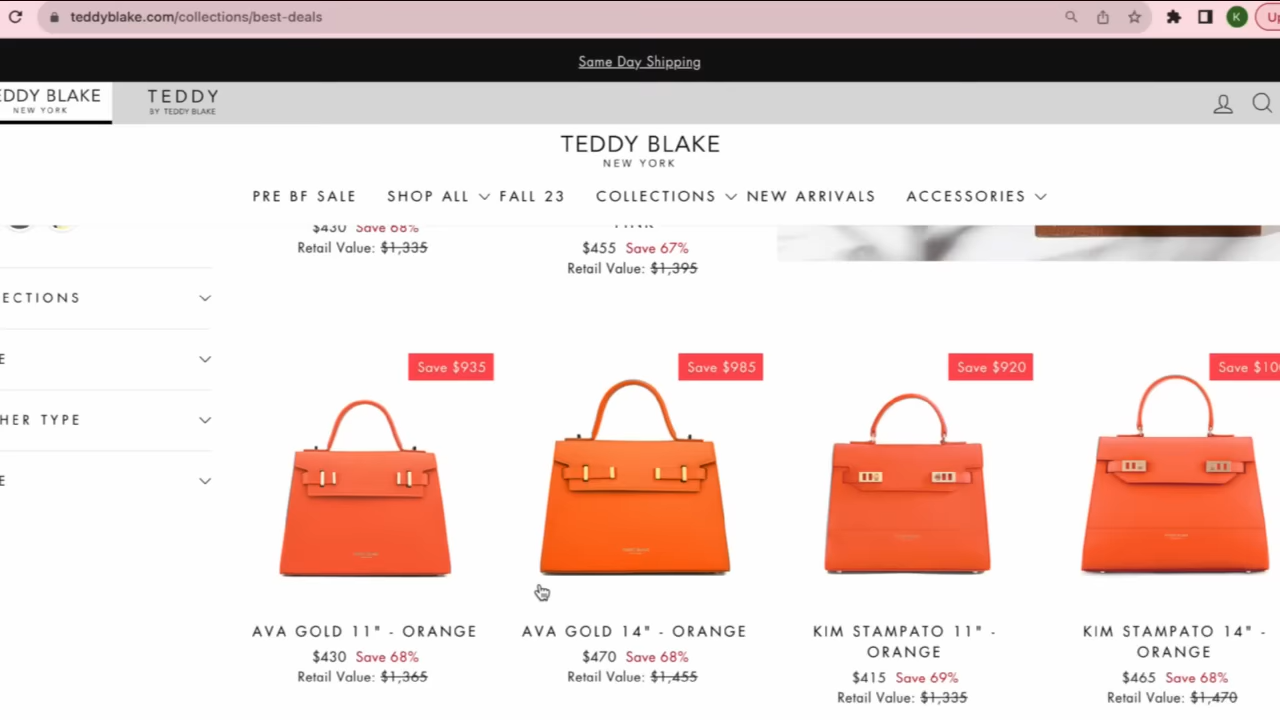 teddyblake.com/collections/best-deals
K
Up
Same Day Shipping
EDDY BLAKE
NEW YORK
TEDDY
BY TEDDY BLAKE
TEDDY BLAKE
NEW YORK
PRE BF SALE SHOP ALL FALL 23 COLLECTIONS NEW ARRIVALS ACCESSORIES
$430 Save 68%
Retail Value: $1,335
PINK
$455 Save 67%
Retail Value: $1,395
ECTIONS
E
HER TYPE
E
Save $935
Save $985
Save $920
Save $10
AVA GOLD 11" - ORANGE
$430 Save 68%
Retail Value: $1,365
AVA GOLD 14" - ORANGE
$470 Save 68%
Retail Value: $1,455
KIM STAMPATO 11" -
ORANGE
$415 Save 69%
Retail Value: $1,335
KIM STAMPATO 14" -
ORANGE
$465 Save 68%
Retail Value: $1,470